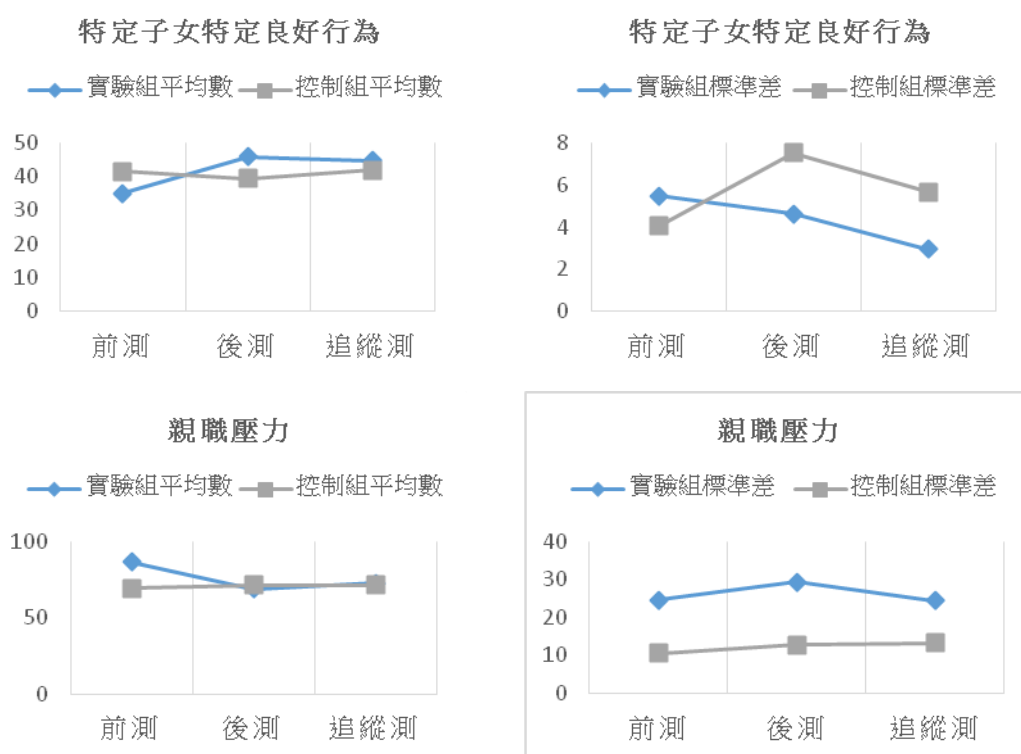 特定子女特定良好行為
實驗組平均數 控制組平均數
50
40
30
20
10
0
前測 後測 追縱測
特定子女特定良好行為
實驗組標準差 控制組標準差
8
6
4
2
0
前測 後測 追縱測
親職壓力
實驗組平均數 控制組平均數
100
50
0
前測 後測 追縱測
親職壓力
實驗組標準差 控制組標準差
40
30
20
10
0
前測 後測 追縱測